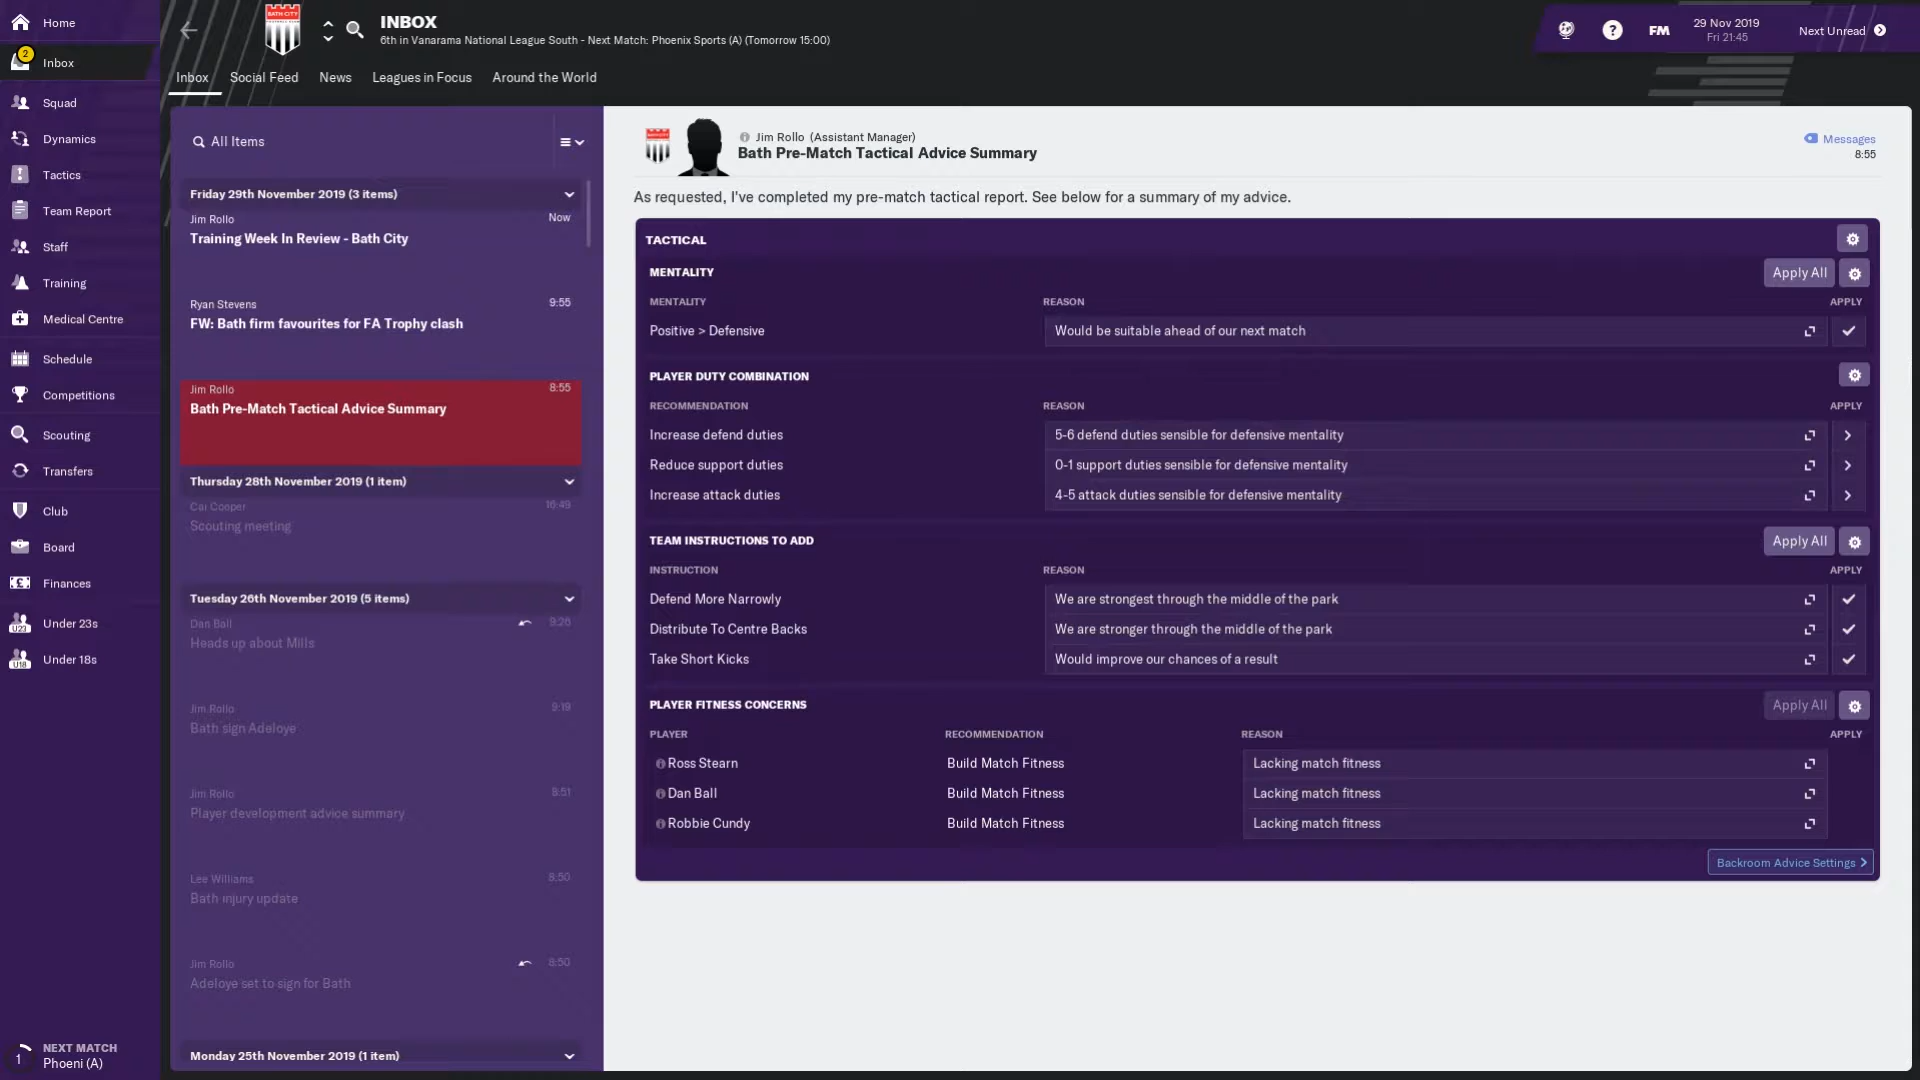 Home
2
Inbox
Squad
Dynamics
Tactics
Team Report
Staff
Training
Medical Centre
Schedule
Competitions
Scouting
Transfers
Club
Board
Finances
U23
Under 23s
U18
Under 18s
1
NEXT MATCH
Phoeni (A)
BATH CITY
INBOX
6th in Vanarama National League South - Next Match: Phoenix Sports (A) (Tomorrow 15:00)
?
FM
29 Nov 2019
Fri 21:45
Next Unread
Inbox
Social Feed
News
Leagues in Focus
Around the World
All Items
Friday 29th November 2019 (3 items)
Jim Rollo
Now
Training Week In Review - Bath City
Ryan Stevens
9:55
FW: Bath firm favourites for FA Trophy clash
Jim Rollo
8:55
Bath Pre-Match Tactical Advice Summary
Thursday 28th November 2019 (1 item)
Cai Cooper
16:49
Scouting meeting
Tuesday 26th November 2019 (5 items)
Dan Ball
9:26
Heads up about Mills
Jim Rollo
9:19
Bath sign Adeloye
Jim Rollo
8:51
Player development advice summary
Lee Williams
8:50
Bath injury update
Jim Rollo
8:50
Adeloye set to sign for Bath
Monday 25th November 2019 (1 item)
BATH CITY
Jim Rollo (Assistant Manager)
Bath Pre-Match Tactical Advice Summary
Messages
8:55
As requested, I've completed my pre-match tactical report. See below for a summary of my advice.
TACTICAL
MENTALITY
Apply All
MENTALITY
REASON
APPLY
Positive > Defensive
Would be suitable ahead of our next match
PLAYER DUTY COMBINATION
RECOMMENDATION
REASON
APPLY
Increase defend duties
5-6 defend duties sensible for defensive mentality
Reduce support duties
0-1 support duties sensible for defensive mentality
Increase attack duties
4-5 attack duties sensible for defensive mentality
TEAM INSTRUCTIONS TO ADD
Apply All
INSTRUCTION
REASON
APPLY
Defend More Narrowly
We are strongest through the middle of the park
Distribute To Centre Backs
We are stronger through the middle of the park
Take Short Kicks
Would improve our chances of a result
PLAYER FITNESS CONCERNS
Apply All
PLAYER
RECOMMENDATION
REASON
APPLY
Ross Stearn
Build Match Fitness
Lacking match fitness
Dan Ball
Build Match Fitness
Lacking match fitness
Robbie Cundy
Build Match Fitness
Lacking match fitness
Backroom Advice Settings